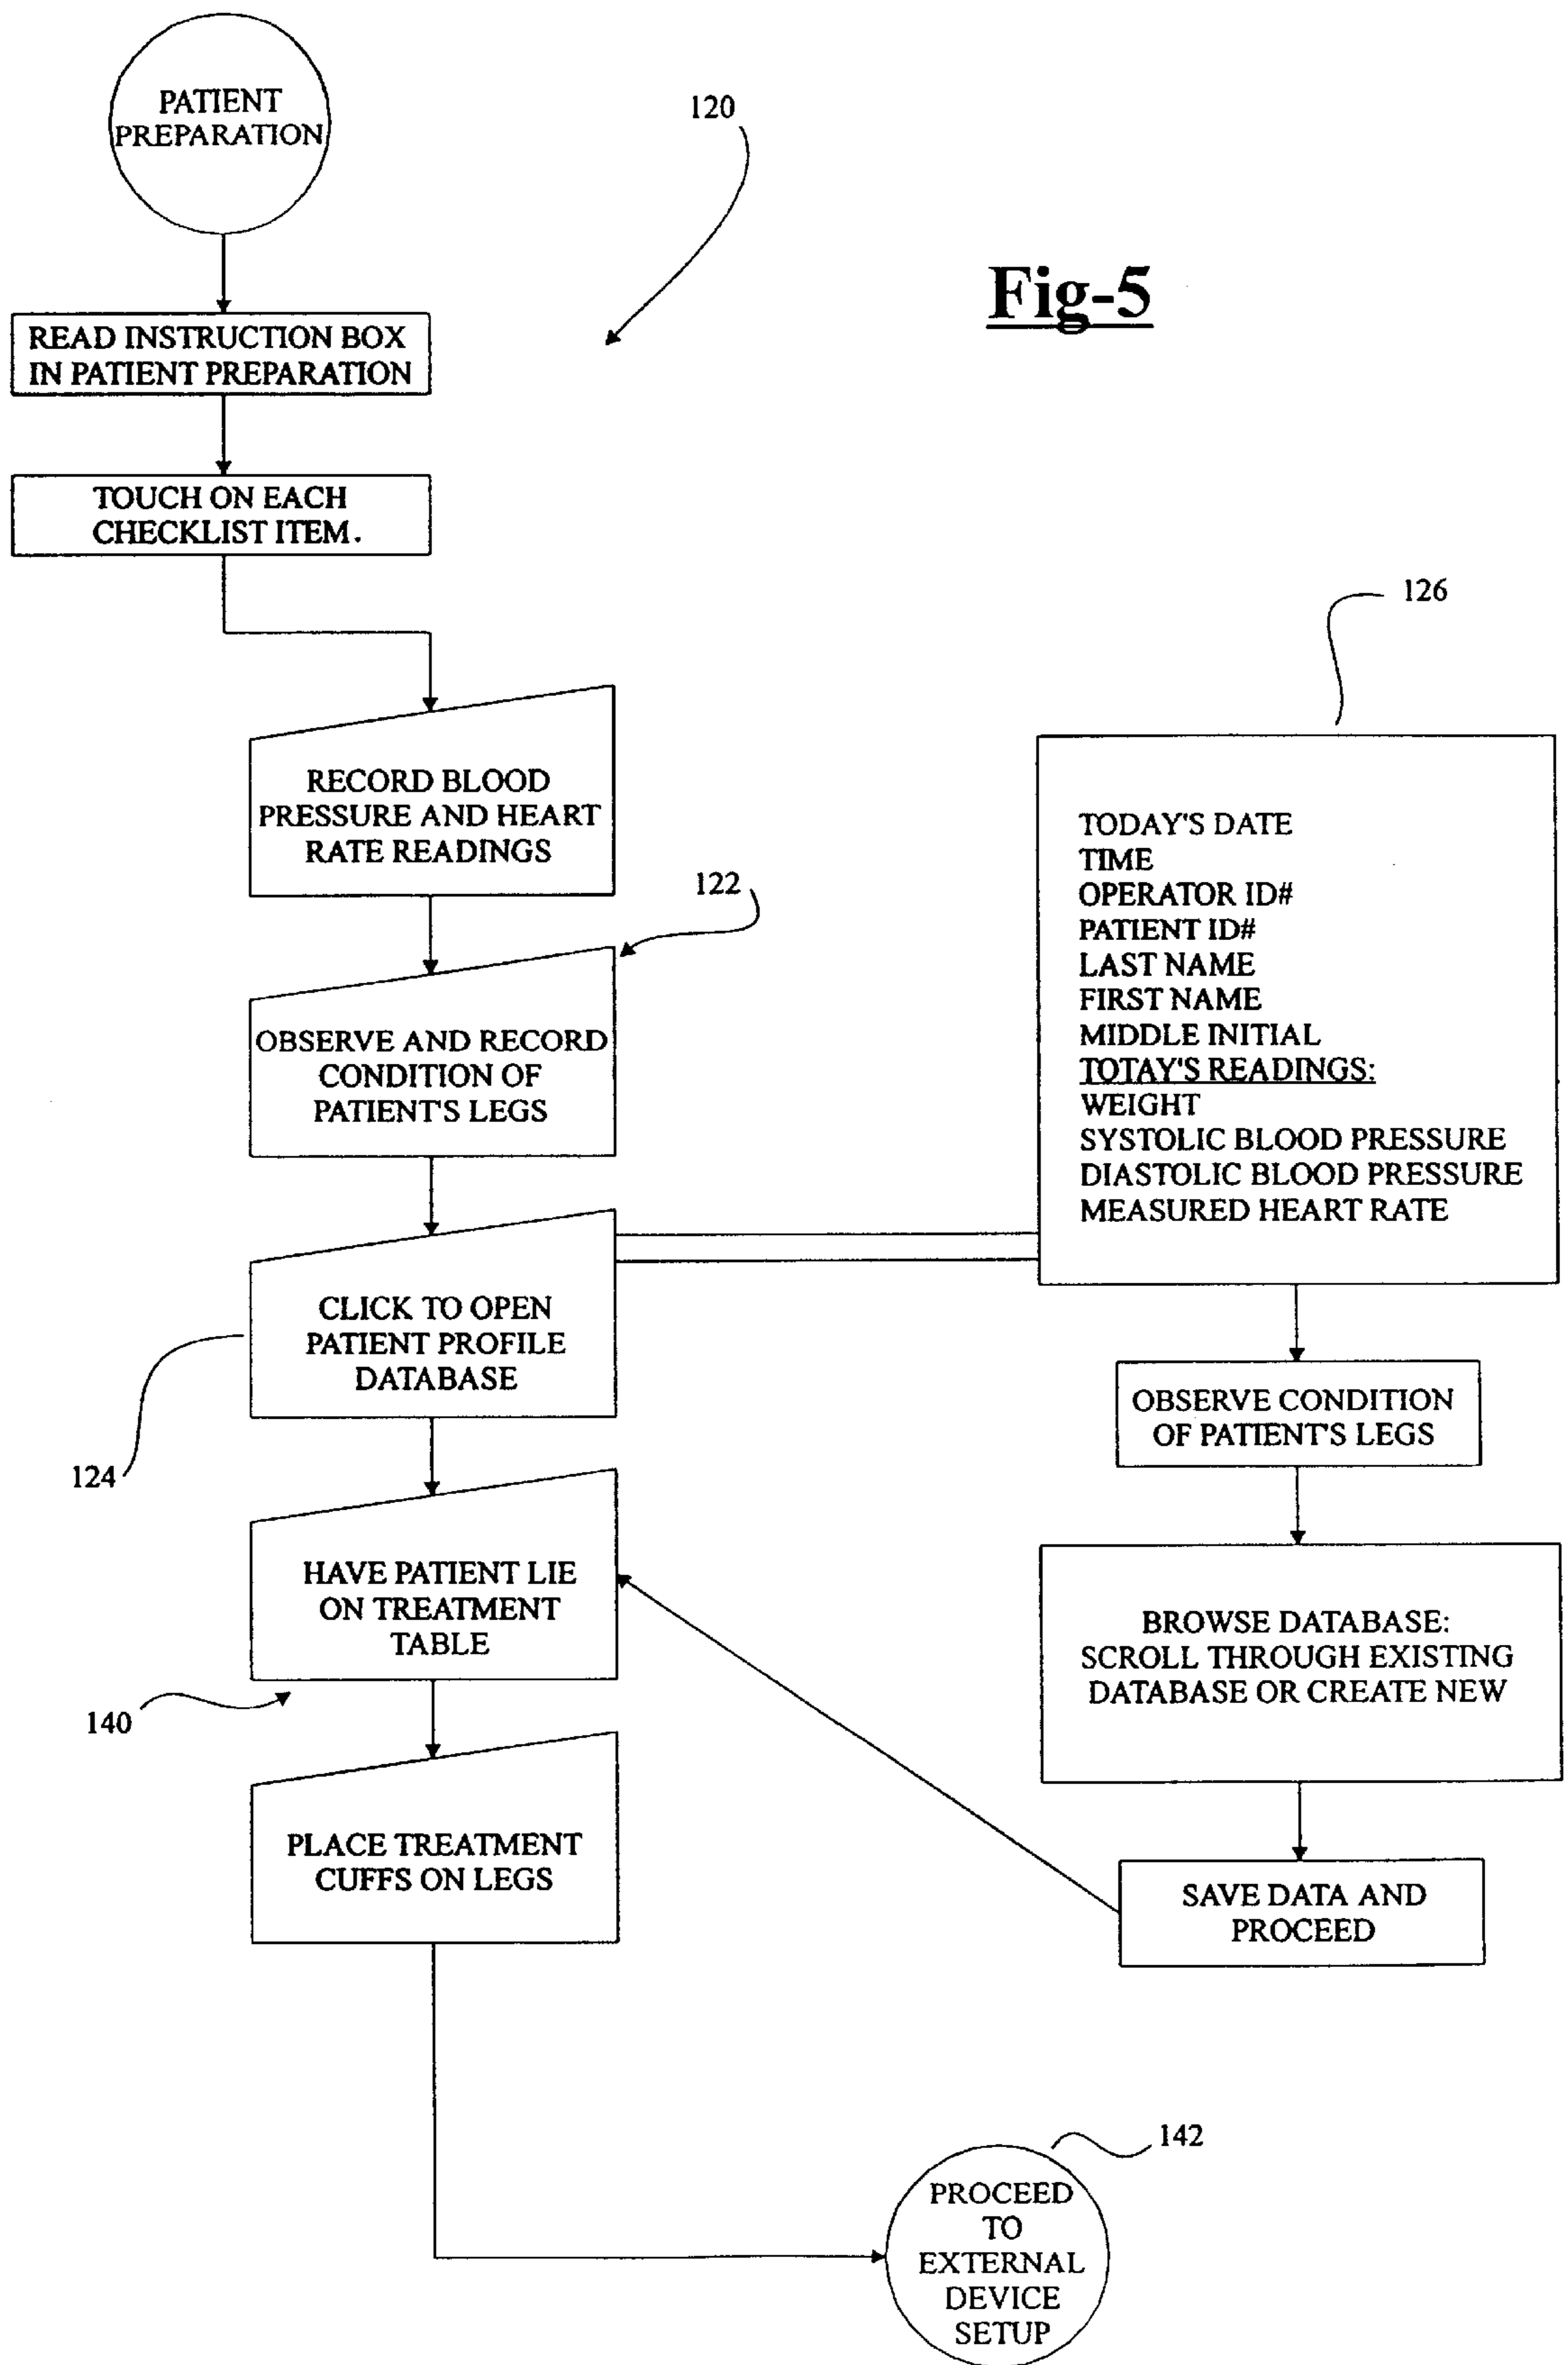 PATIENT
PREPARATION
120
Fig-5
READ INSTRUCTION BOX
IN PATIENT PREPARATION
TOUCH ON EACH
CHECKLIST ITEM.
RECORD BLOOD
PRESSURE AND HEART
RATE READINGS
122
OBSERVE AND RECORD
CONDITION OF
PATIENT'S LEGS
CLICK TO OPEN
PATIENT PROFILE
DATABASE
124
126
TODAY'S DATE
TIME
OPERATOR ID#
PATIENT ID#
LAST NAME
FIRST NAME
MIDDLE INITIAL
TOTAY'S READINGS:
WEIGHT
SYSTOLIC BLOOD PRESSURE
DIASTOLIC BLOOD PRESSURE
MEASURED HEART RATE
OBSERVE CONDITION
OF PATIENT'S LEGS
BROWSE DATABASE:
SCROLL THROUGH EXISTING
DATABASE OR CREATE NEW
SAVE DATA AND
PROCEED
HAVE PATIENT LIE
ON TREATMENT
TABLE
140
PLACE TREATMENT
CUFFS ON LEGS
142
PROCEED
TO
EXTERNAL
DEVICE
SETUP